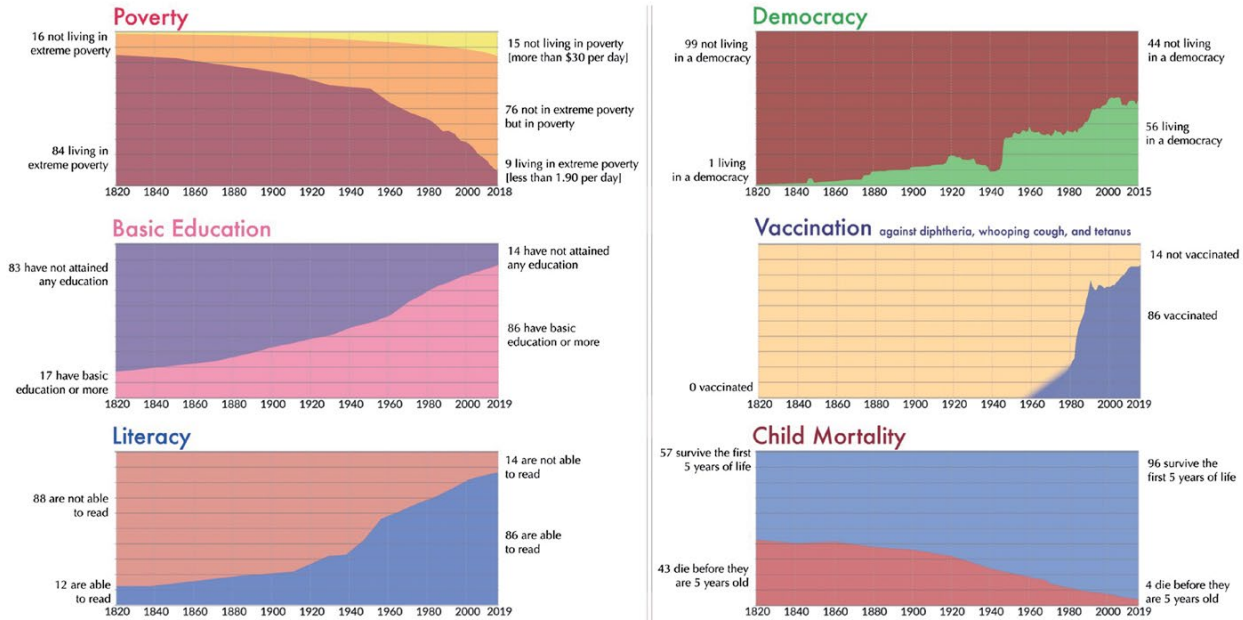 Poverty
16 not living in
extreme poverty
84 living in
extreme poverty
15 not living in poverty
[more than $30 per day]
76 not in extreme poverty
but in poverty
9 living in extreme poverty
[less than 1.90 per day]
1820 1840 1860 1880 1900 1920 1940 1960 1980 2000 2018
Basic Education
83 have not attained
any education
17 have basic
education or more
14 have not attained
any education
86 have basic
education or more
1820 1840 1860 1880 1900 1920 1940 1960 1980 2000 2019
Literacy
88 are not able
to read
12 are able
to read
14 are not able
to read
86 are able
to read
1820 1840 1860 1880 1900 1920 1940 1960 1980 2000 2019
Democracy
99 not living
in a democracy
1 living
in a democracy
44 not living
in a democracy
56 living
in a democracy
1820 1840 1860 1880 1900 1920 1940 1960 1980 2000 2015
Vaccination against diphtheria, whooping cough, and tetanus
0 vaccinated
14 not vaccinated
86 vaccinated
1820 1840 1860 1880 1900 1920 1940 1960 1980 2000 2019
Child Mortality
57 survive the first
5 years of life
43 die before they
are 5 years old
96 survive the
first 5 years of life
4 die before they
are 5 years old
1820 1840 1860 1880 1900 1920 1940 1960 1980 2000 2019